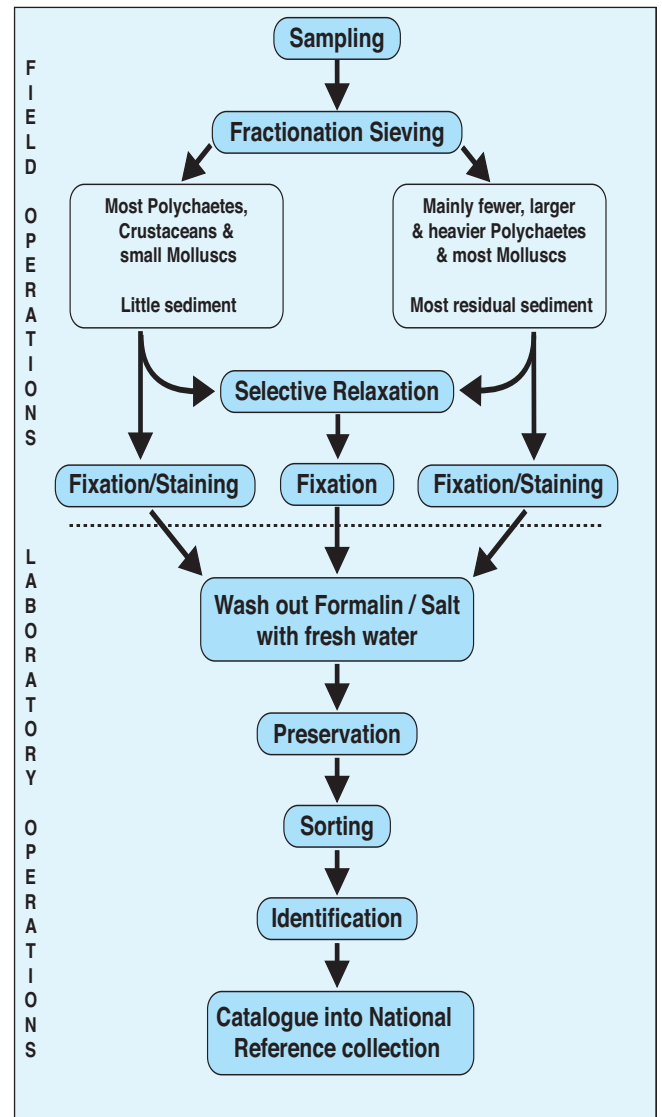 FIELD OPERATIONS
Sampling
Fractionation Sieving
Most Polychaetes,
Crustaceans &
small Molluscs
Little sediment
Mainly fewer, larger
& heavier Polychaetes
& most Molluscs
Most residual sediment
Selective Relaxation
Fixation/Staining
Fixation
Fixation/Staining
LABORATORY OPERATIONS
Wash out Formalin / Salt
with fresh water
Preservation
Sorting
Identification
Catalogue into National
Reference collection